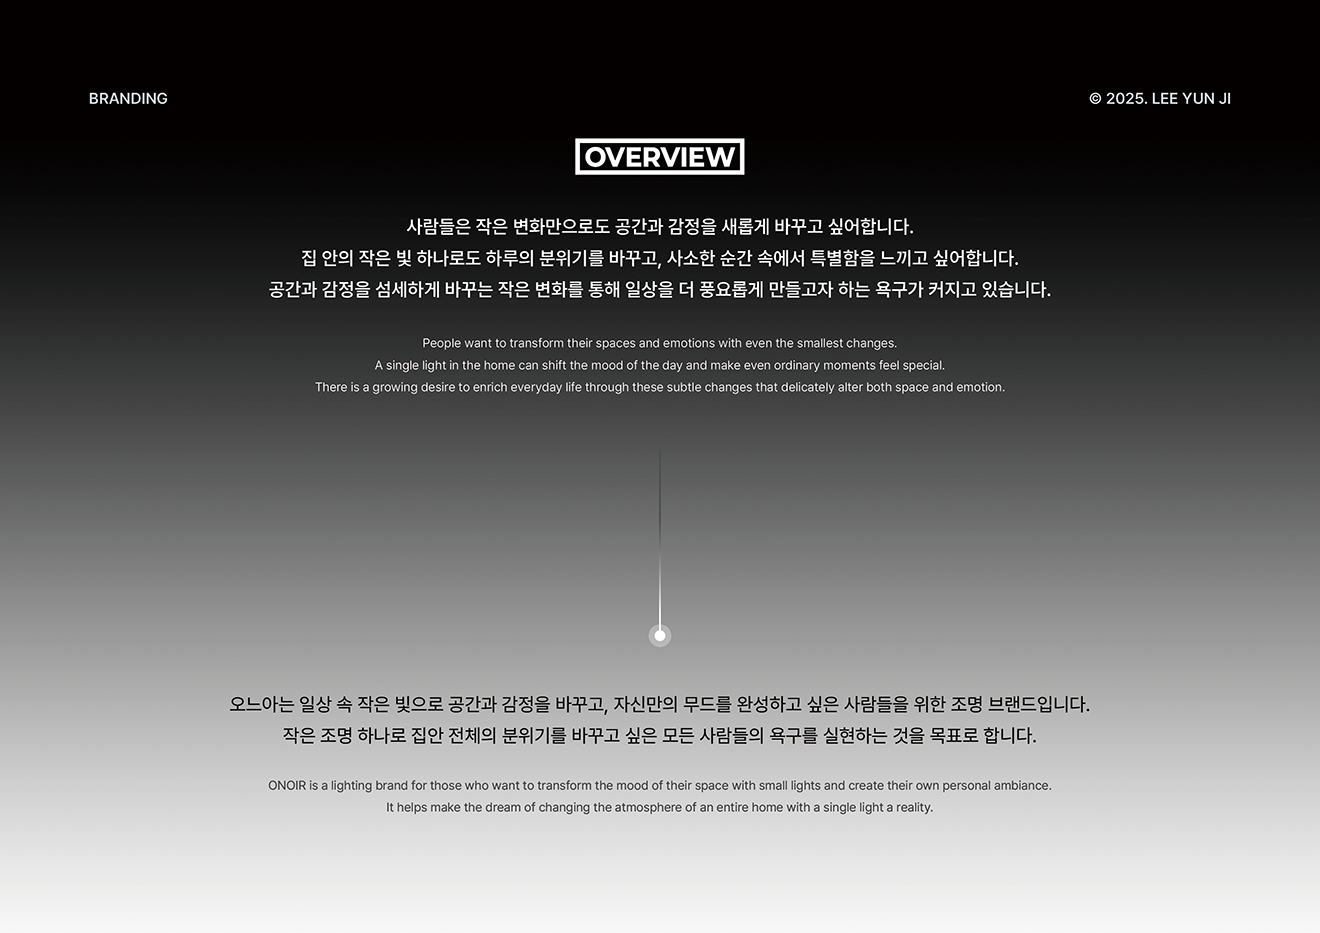 BRANDING
© 2025. LEE YUN JI
OVERVIEW
사람들은 작은 변화만으로도 공간과 감정을 새롭게 바꾸고 싶어합니다.
집 안의 작은 빛 하나로도 하루의 분위기를 바꾸고, 사소한 순간 속에서 특별함을 느끼고 싶어합니다.
공간과 감정을 섬세하게 바꾸는 작은 변화를 통해 일상을 더 풍요롭게 만들고자 하는 욕구가 커지고 있습니다.
People want to transform their spaces and emotions with even the smallest changes.
A single light in the home can shift the mood of the day and make even ordinary moments feel special.
There is a growing desire to enrich everyday life through these subtle changes that delicately alter both space and emotion.
오느아는 일상 속 작은 빛으로 공간과 감정을 바꾸고, 자신만의 무드를 완성하고 싶은 사람들을 위한 조명 브랜드입니다.
작은 조명 하나로 집안 전체의 분위기를 바꾸고 싶은 모든 사람들의 욕구를 실현하는 것을 목표로 합니다.
ONOIR is a lighting brand for those who want to transform the mood of their space with small lights and create their own personal ambiance.
It helps make the dream of changing the atmosphere of an entire home with a single light a reality.